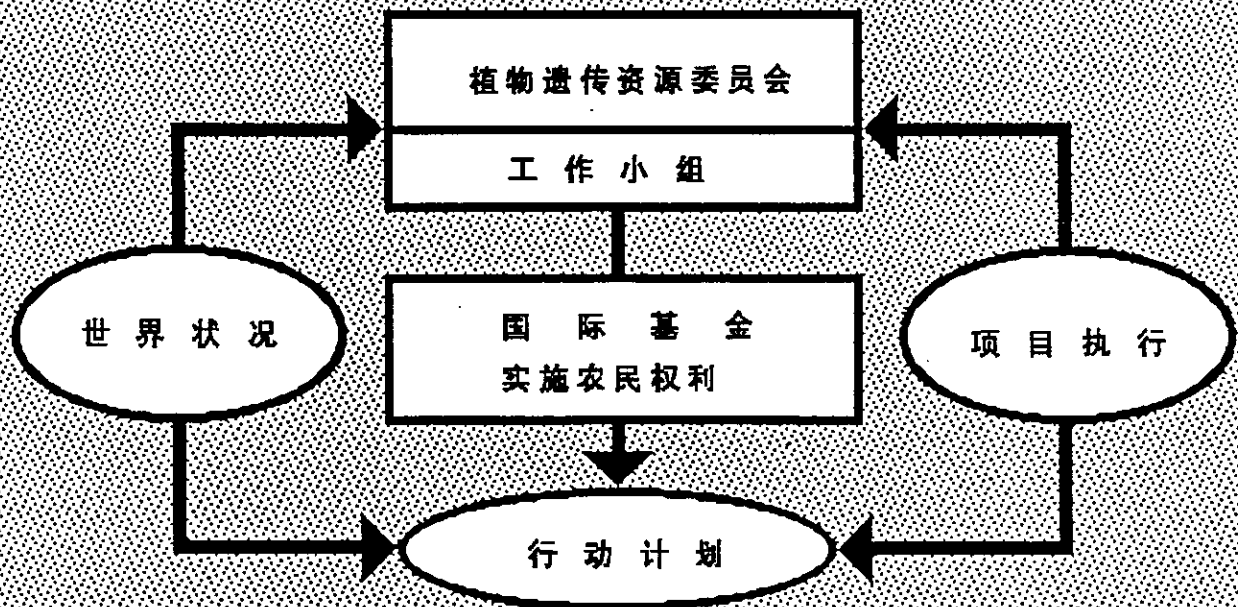 植物遗传资源委员会
工作小组
世界状况
国际基金
实施农民权利
项目执行
行动计划